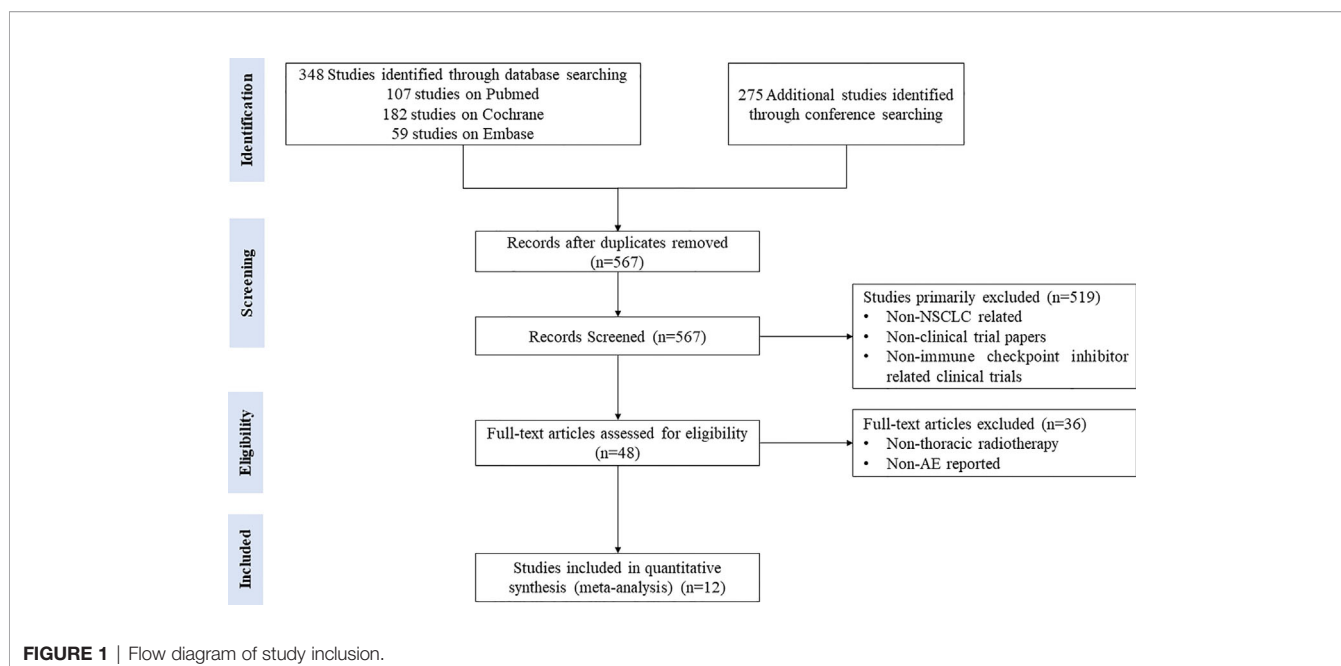 Identification
348 Studies identified through database searching
107 studies on Pubmed
182 studies on Cochrane
59 studies on Embase
275 Additional studies identified
through conference searching
Screening
Records after duplicates removed
(n=567)
Records Screened (n=567)
Studies primarily excluded (n=519)
• Non-NSCLC related
• Non-clinical trial papers
• Non-immune checkpoint inhibitor
related clinical trials
Eligibility
Full-text articles assessed for eligibility
(n=48)
Full-text articles excluded (n=36)
• Non-thoracic radiotherapy
• Non-AE reported
Included
Studies included in quantitative
synthesis (meta-analysis) (n=12)
FIGURE 1 | Flow diagram of study inclusion.